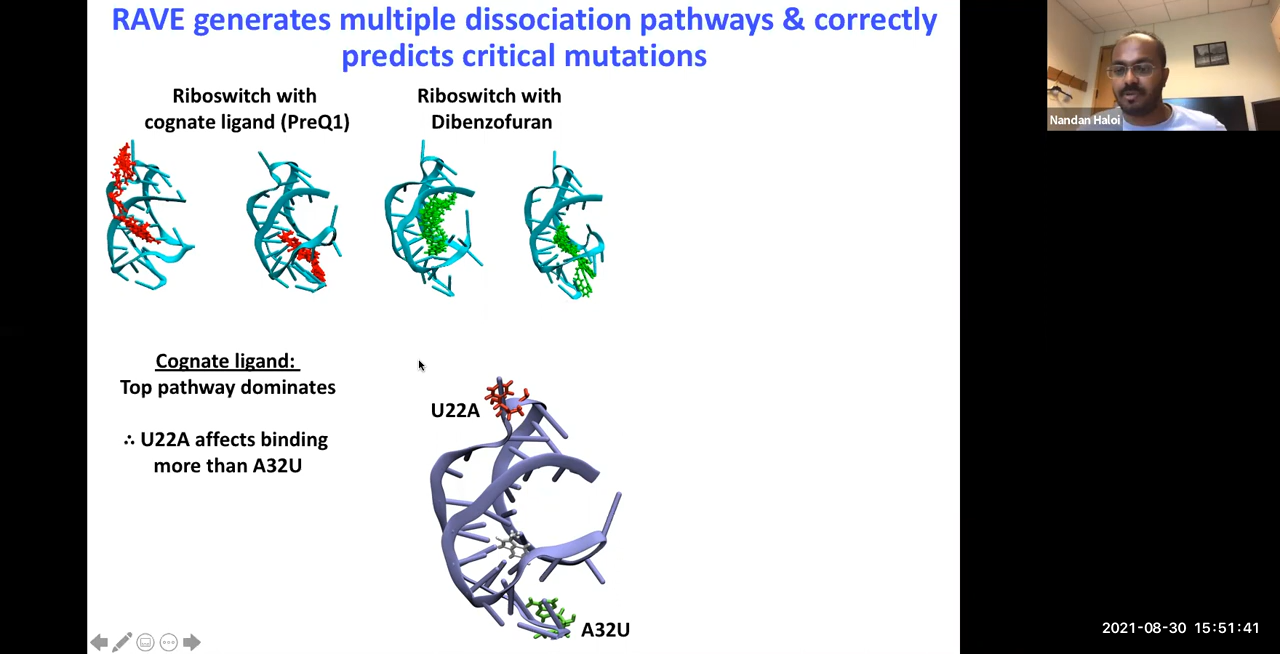 RAVE generates multiple dissociation pathways & correctly
predicts critical mutations
Riboswitch with
cognate ligand (PreQ1)
Riboswitch with
Dibenzofuran
Nandan Haloi
Cognate ligand:
Top pathway dominates
∴ U22A affects binding
more than A32U
U22A
A32U
2021-08-30 15:51:41